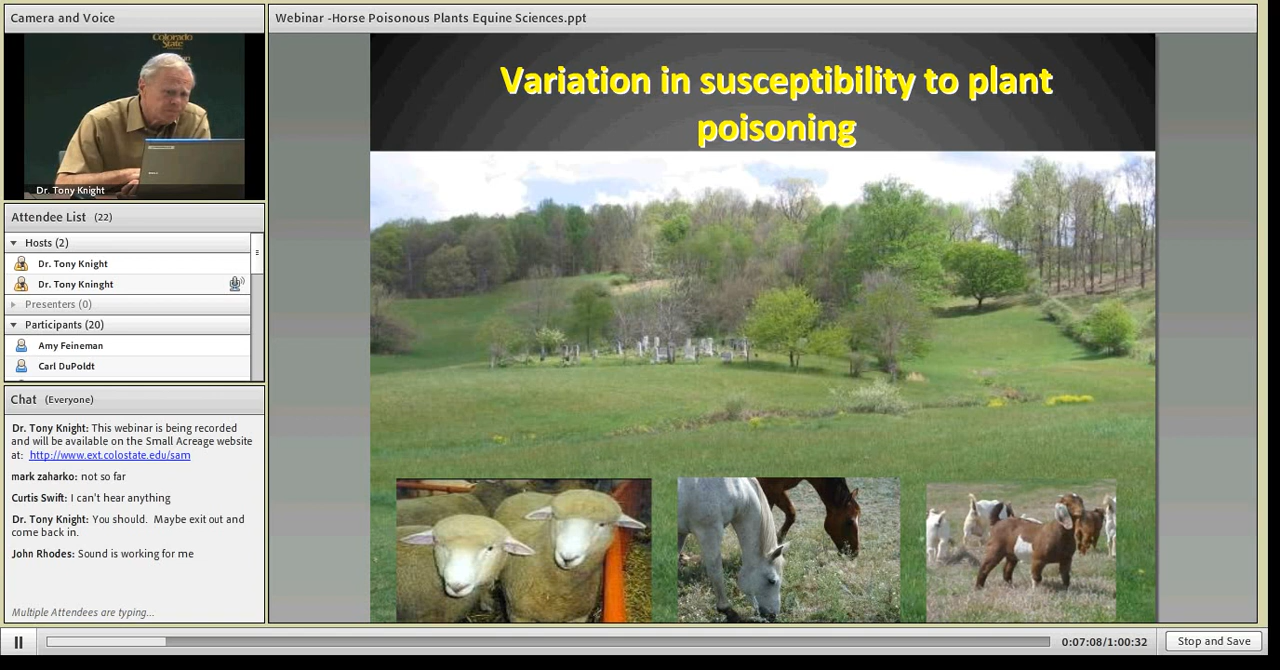 Camera and Voice
Colorado
State
Dr. Tony Knight
Attendee List (22)
Hosts (2)
Dr. Tony Knight
Dr. Tony Kninght
Presenters (0)
Participants (20)
Amy Feineman
Carl DuPoldt
Chat (Everyone)
Dr. Tony Knight: This webinar is being recorded
and will be available on the Small Acreage website
at: http://www.ext.colostate.edu/sam
mark zaharko: not so far
Curtis Swift: I can't hear anything
Dr. Tony Knight: You should. Maybe exit out and
come back in.
John Rhodes: Sound is working for me
Multiple Attendees are typing...
Webinar -Horse Poisonous Plants Equine Sciences.ppt
Variation in susceptibility to plant
poisoning
0:07:08/1:00:32
Stop and Save